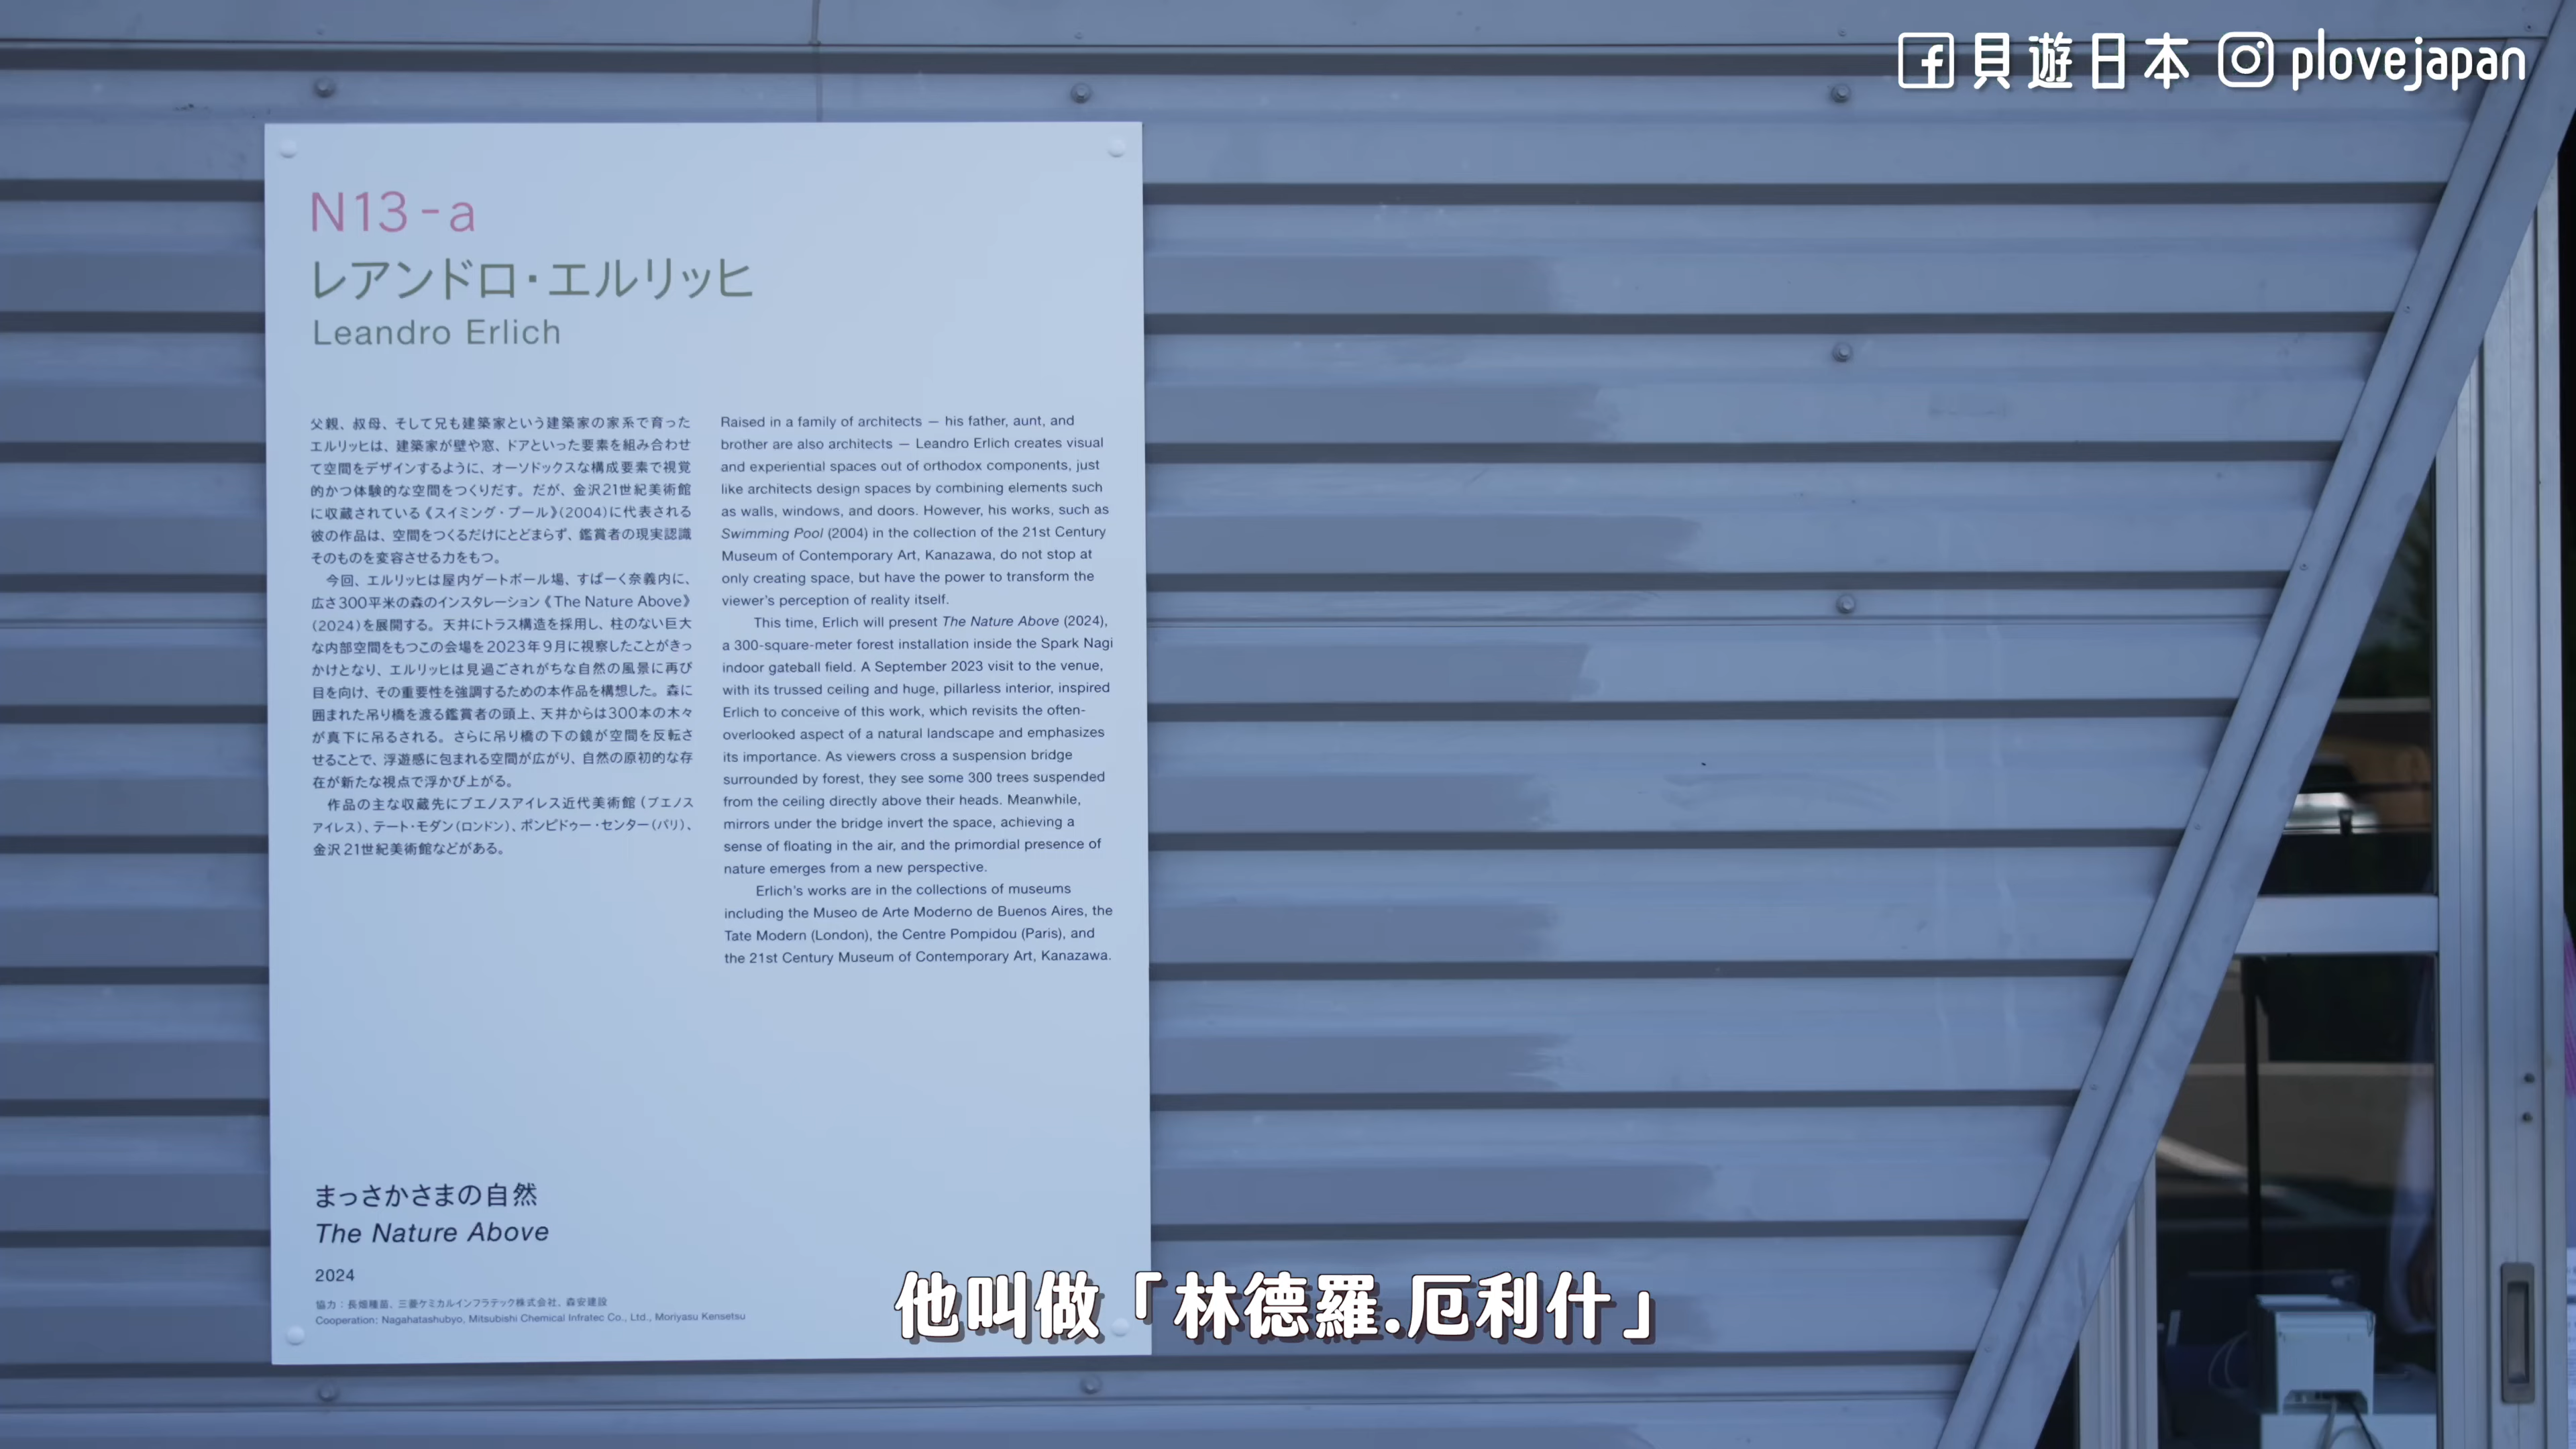 貝遊日本 plovejapan
N13-a
レアンドロ・エルリッヒ
Leandro Erlich
父親、叔母、そして兄も建築家という建築家の家系で育った
エルリッヒは、建築家が壁や窓、ドアといった要素を組み合わせ
て空間をデザインするように、オーソドックスな構成要素で視覚
的かつ体験的な空間をつくりだす。だが、金沢21世紀美術館
に収蔵されている《スイミング・プール》(2004)に代表される
彼の作品は、空間をつくるだけにとどまらず、鑑賞者の現実認識
そのものを変容させる力をもつ。
今回、エルリッヒは屋内ゲートボール場、すぱーく奈義内に、
広さ300平米の森のインスタレーション《The Nature Above》
(2024)を展開する。天井にトラス構造を採用し、柱のない巨大
な内部空間をもつこの会場を2023年9月に視察したことがきっ
かけとなり、エルリッヒは見過ごされがちな自然の風景に再び
目を向け、その重要性を強調するための本作品を構想した。森に
囲まれた吊り橋を渡る鑑賞者の頭上、天井からは300本の木々
が真下に吊るされる。さらに吊り橋の下の鏡が空間を反転さ
せることで、浮遊感に包まれる空間が広がり、自然の原初的な存
在が新たな視点で浮かび上がる。
作品の主な収蔵先にブエノスアイレス近代美術館（ブエノス
アイレス）、テート・モダン（ロンドン）、ポンピドゥー・センター（パリ）、
金沢21世紀美術館などがある。
Raised in a family of architects — his father, aunt, and
brother are also architects — Leandro Erlich creates visual
and experiential spaces out of orthodox components, just
like architects design spaces by combining elements such
as walls, windows, and doors. However, his works, such as
Swimming Pool (2004) in the collection of the 21st Century
Museum of Contemporary Art, Kanazawa, do not stop at
only creating space, but have the power to transform the
viewer's perception of reality itself.
This time, Erlich will present The Nature Above (2024),
a 300-square-meter forest installation inside the Spark Nagi
indoor gateball field. A September 2023 visit to the venue,
with its trussed ceiling and huge, pillarless interior, inspired
Erlich to conceive of this work, which revisits the often-
overlooked aspect of a natural landscape and emphasizes
its importance. As viewers cross a suspension bridge
surrounded by forest, they see some 300 trees suspended
from the ceiling directly above their heads. Meanwhile,
mirrors under the bridge invert the space, achieving a
sense of floating in the air, and the primordial presence of
nature emerges from a new perspective.
Erlich's works are in the collections of museums
including the Museo de Arte Moderno de Buenos Aires, the
Tate Modern (London), the Centre Pompidou (Paris), and
the 21st Century Museum of Contemporary Art, Kanazawa.
まっさかさまの自然
The Nature Above
2024
協力：長畑種苗、三菱ケミカルインフラテック株式会社、森安建設
Cooperation: Nagahatashubyo, Mitsubishi Chemical Infratec Co., Ltd., Moriyasu Kensetsu
他叫做「林德羅.厄利什」